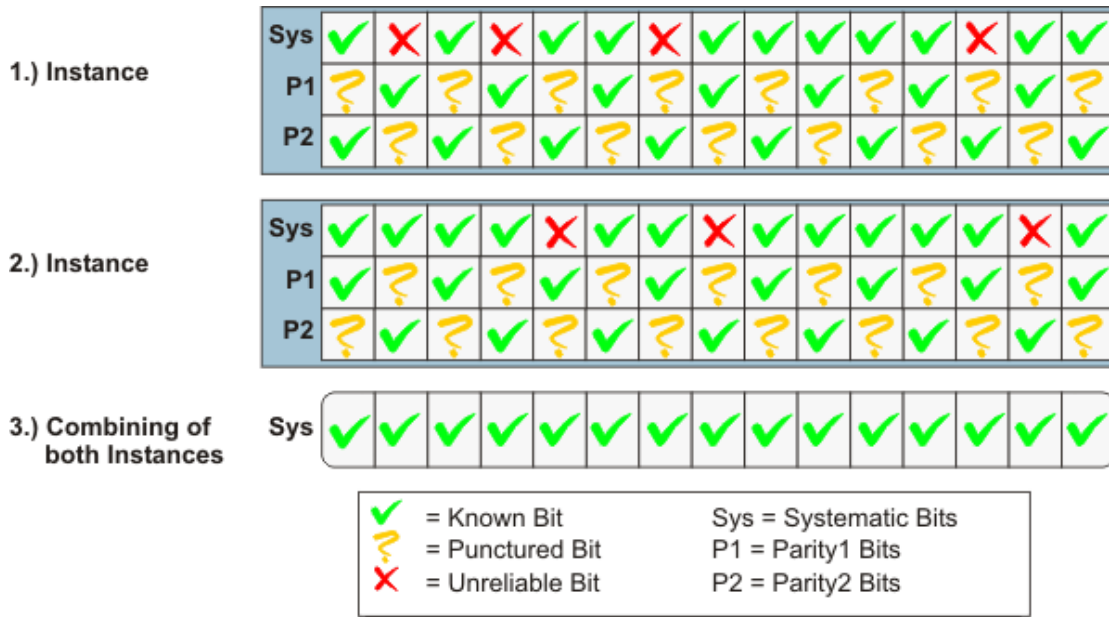 Sys
1.) Instance
P1
P2
Sys
2.) Instance
P1
P2
3.) Combining of
both Instances
Sys
= Known Bit
Sys = Systematic Bits
= Punctured Bit
P1 = Parity1 Bits
= Unreliable Bit
P2 = Parity2 Bits